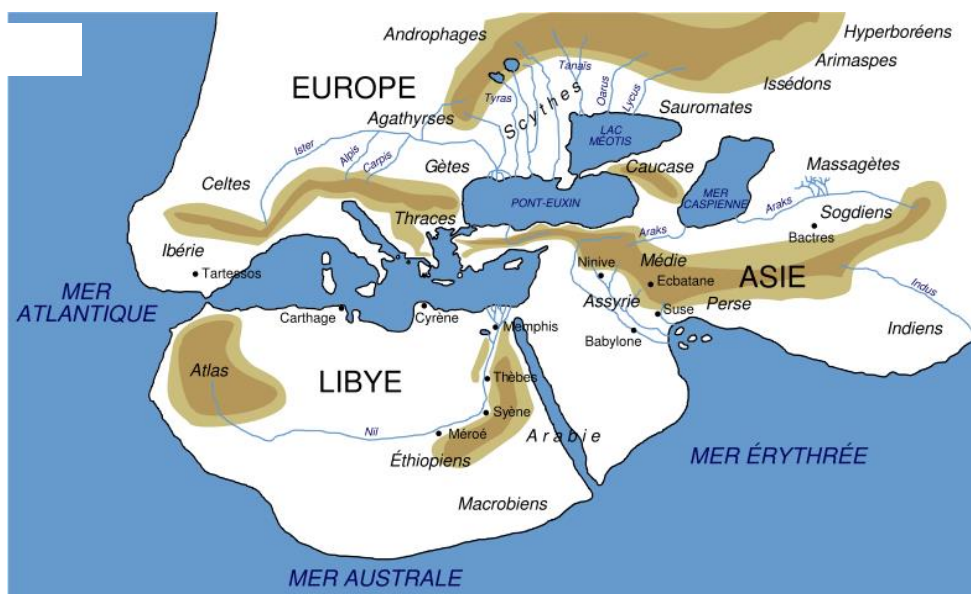 Androphages
Hyperboréens
Arimaspes
Issédons
EUROPE
Tanaïs
Oarus
Lycus
Tyras
Scythes
Sauromates
Agathyrses
LAC
MÉOTIS
Ister
Alpis
Carpis
Gètes
Caucase
Massagètes
Celtes
MER
CASPIENNE
PONT-EUXIN
Araks
Sogdiens
Thraces
Bactres
Araks
Ibérie
Tartessos
Ninive
Médie
Ecbatane
ASIE
MER
ATLANTIQUE
Assyrie
Perse
Indus
Suse
Carthage
Cyrène
Memphis
Babylone
Indiens
Atlas
LIBYE
Thèbes
Syène
Nil
Méroé
Arabie
Éthiopiens
MER ÉRYTHRÉE
Macrobiens
MER AUSTRALE